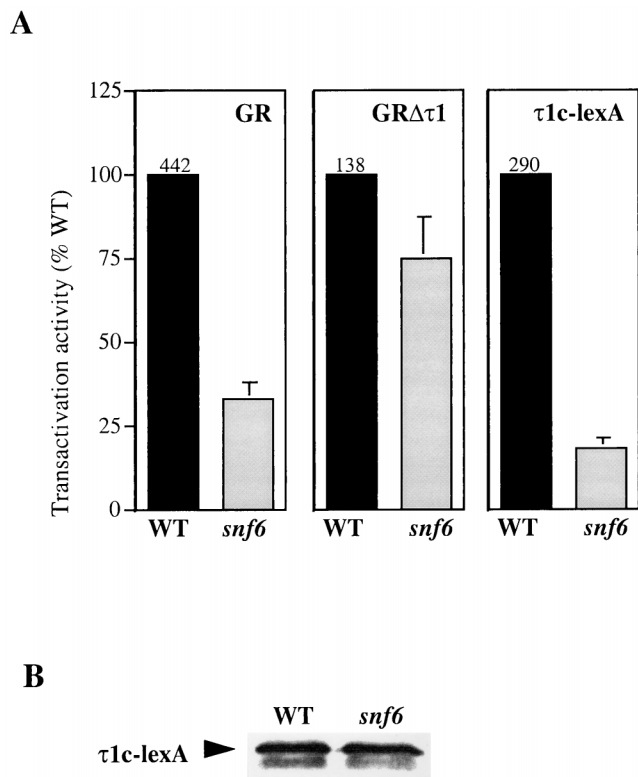 A
Transactivation activity (% WT)
125
100
75
50
25
0
GR
442
WT snf6
GRΔτ1
138
WT snf6
τ1c-lexA
290
WT snf6
B
WT snf6
τ1c-lexA